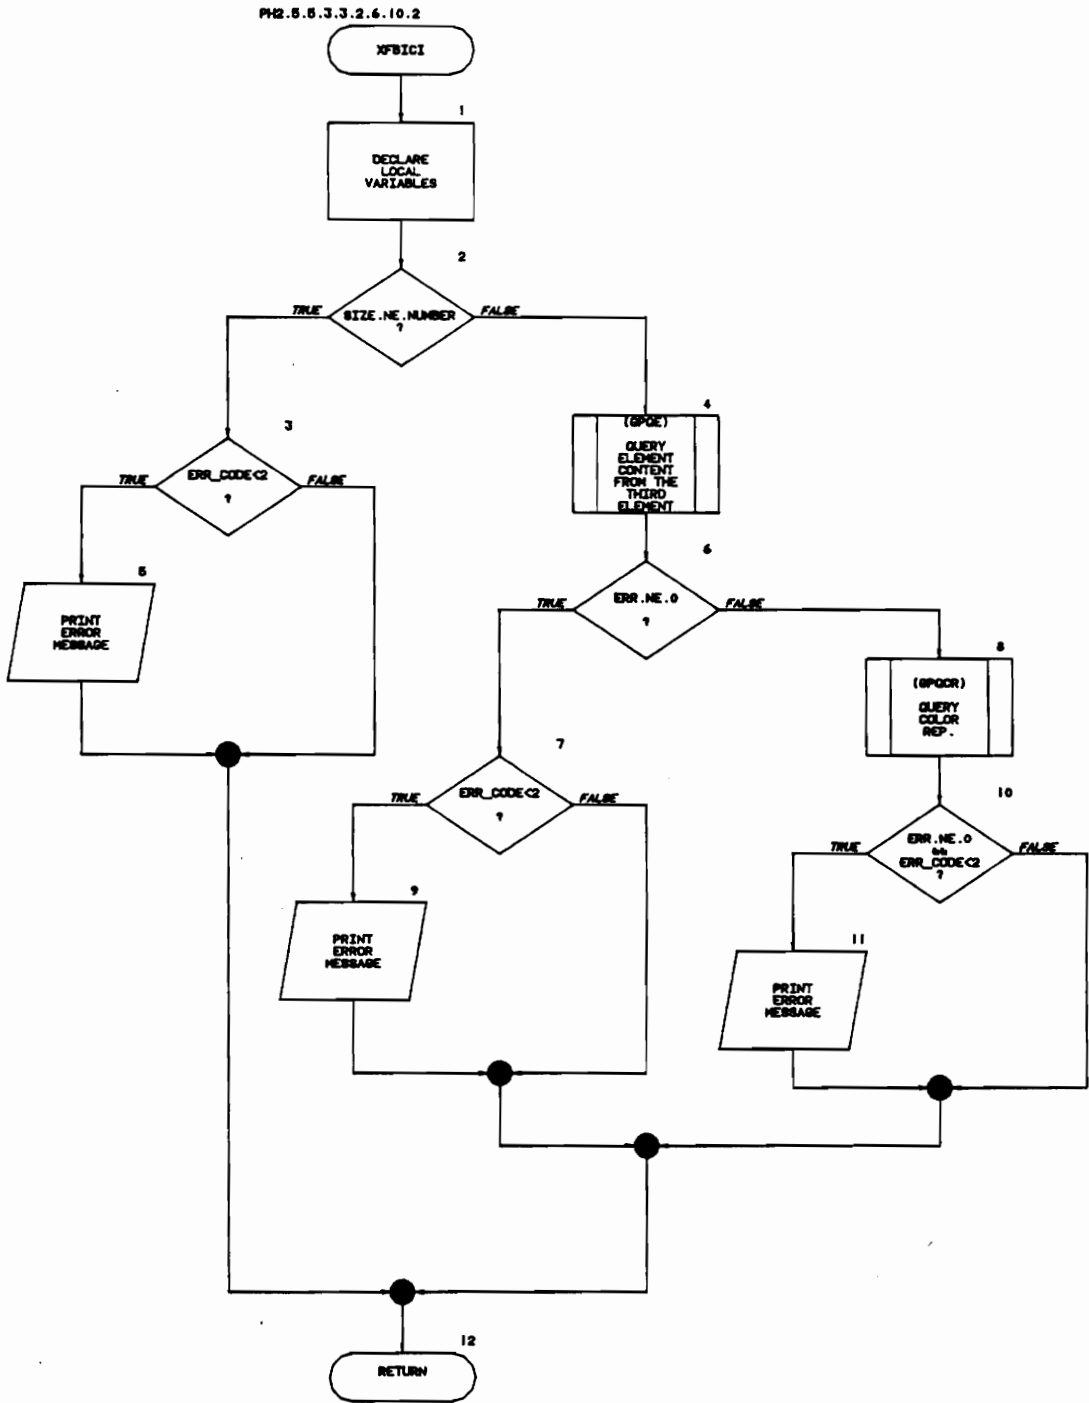 PH2.5.5.3.3.2.6.10.2
XFBICI
1
DECLARE
LOCAL
VARIABLES
2
TRUE
SIZE.NE.NUMBER
?
FALSE
3
TRUE
ERR_CODE<2
?
FALSE
4
(GPQE)
QUERY
ELEMENT
CONTENT
FROM THE
THIRD
ELEMENT
5
PRINT
ERROR
MESSAGE
6
TRUE
ERR.NE.0
?
FALSE
7
TRUE
ERR_CODE<2
?
FALSE
8
(GPQCR)
QUERY
COLOR
REP.
9
PRINT
ERROR
MESSAGE
10
TRUE
ERR.NE.0
&&
ERR_CODE<2
?
FALSE
11
PRINT
ERROR
MESSAGE
12
RETURN